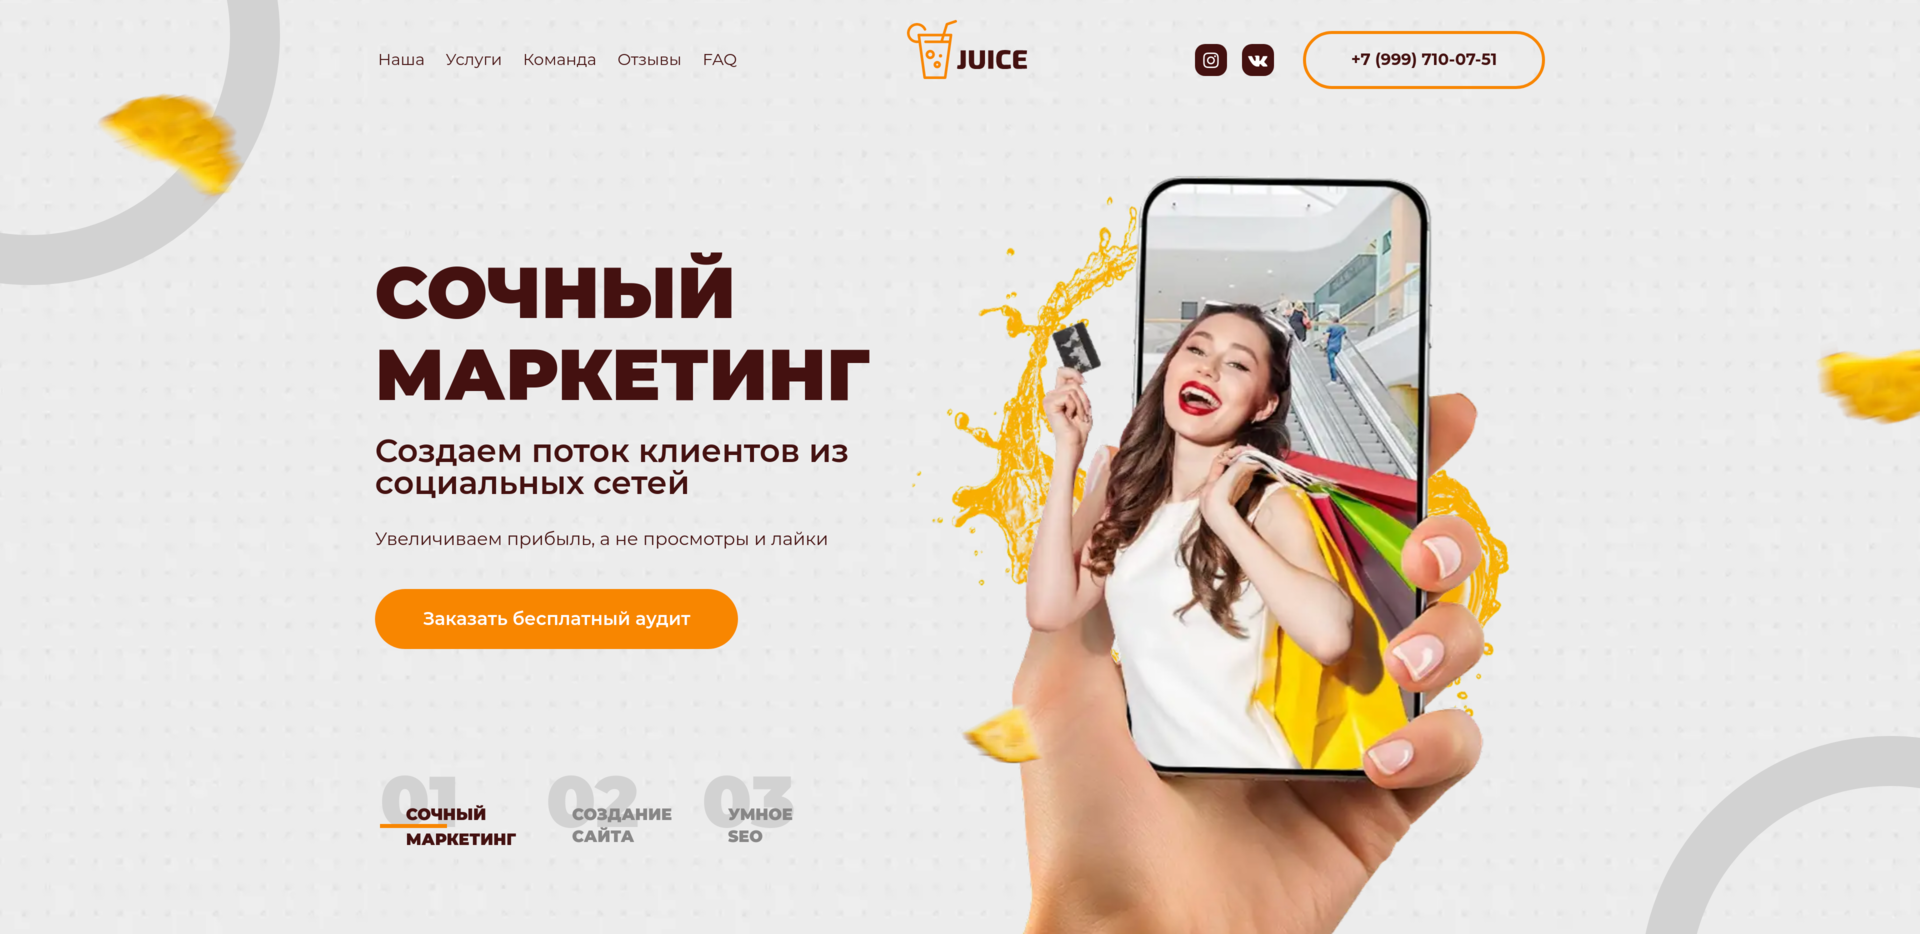 Наша Услуги Команда Отзывы FAQ
JUICE
+7 (999) 710-07-51
СОЧНЫЙ
МАРКЕТИНГ
Создаем поток клиентов из
социальных сетей
Увеличиваем прибыль, а не просмотры и лайки
Заказать бесплатный аудит
01
СОЧНЫЙ
МАРКЕТИНГ
02
СОЗДАНИЕ
САЙТА
03
УМНОЕ
SEO